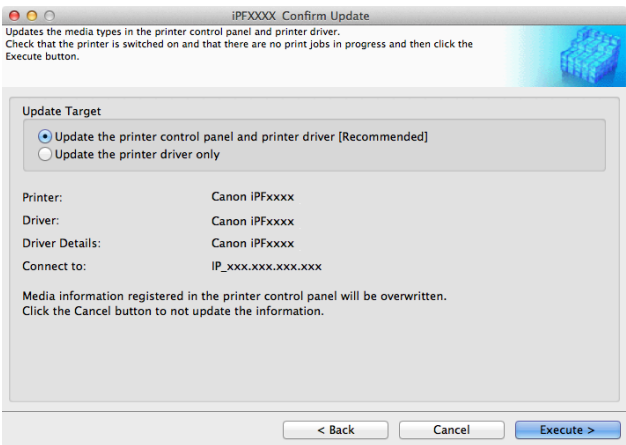 iPFXXXX Confirm Update
Updates the media types in the printer control panel and printer driver.
Check that the printer is switched on and that there are no print jobs in progress and then click the
Execute button.
Update Target
Update the printer control panel and printer driver [Recommended]
Update the printer driver only
Printer: Canon iPFxxxx
Driver: Canon iPFxxxx
Driver Details: Canon iPFxxxx
Connect to: IP_xxx.xxx.xxx.xxx
Media information registered in the printer control panel will be overwritten.
Click the Cancel button to not update the information.
< Back Cancel Execute >